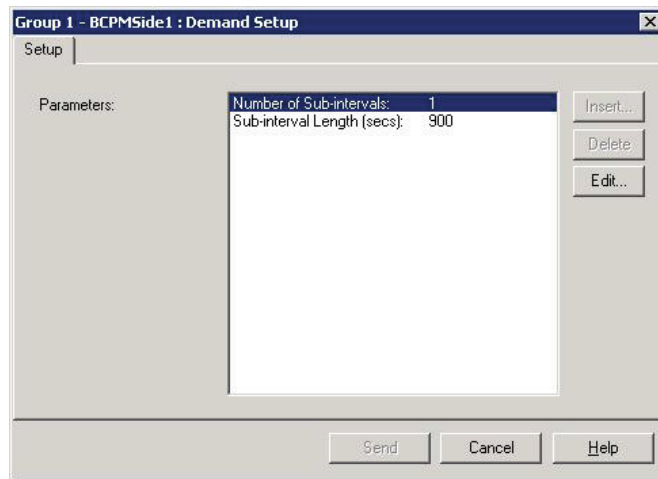 Group 1 - BCPMSide1 : Demand Setup
Setup
Parameters:
Number of Sub-intervals: 1
Sub-interval Length (secs): 900
Insert...
Delete
Edit...
Send Cancel Help